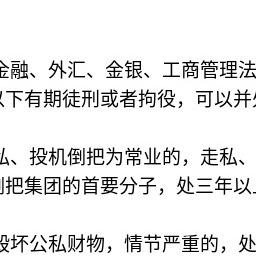 金融、外汇、金银、工商管理法
以下有期徒刑或者拘役，可以并处
私、投机倒把为常业的，走私、
倒把集团的首要分子，处三年以上
毁坏公私财物，情节严重的，处